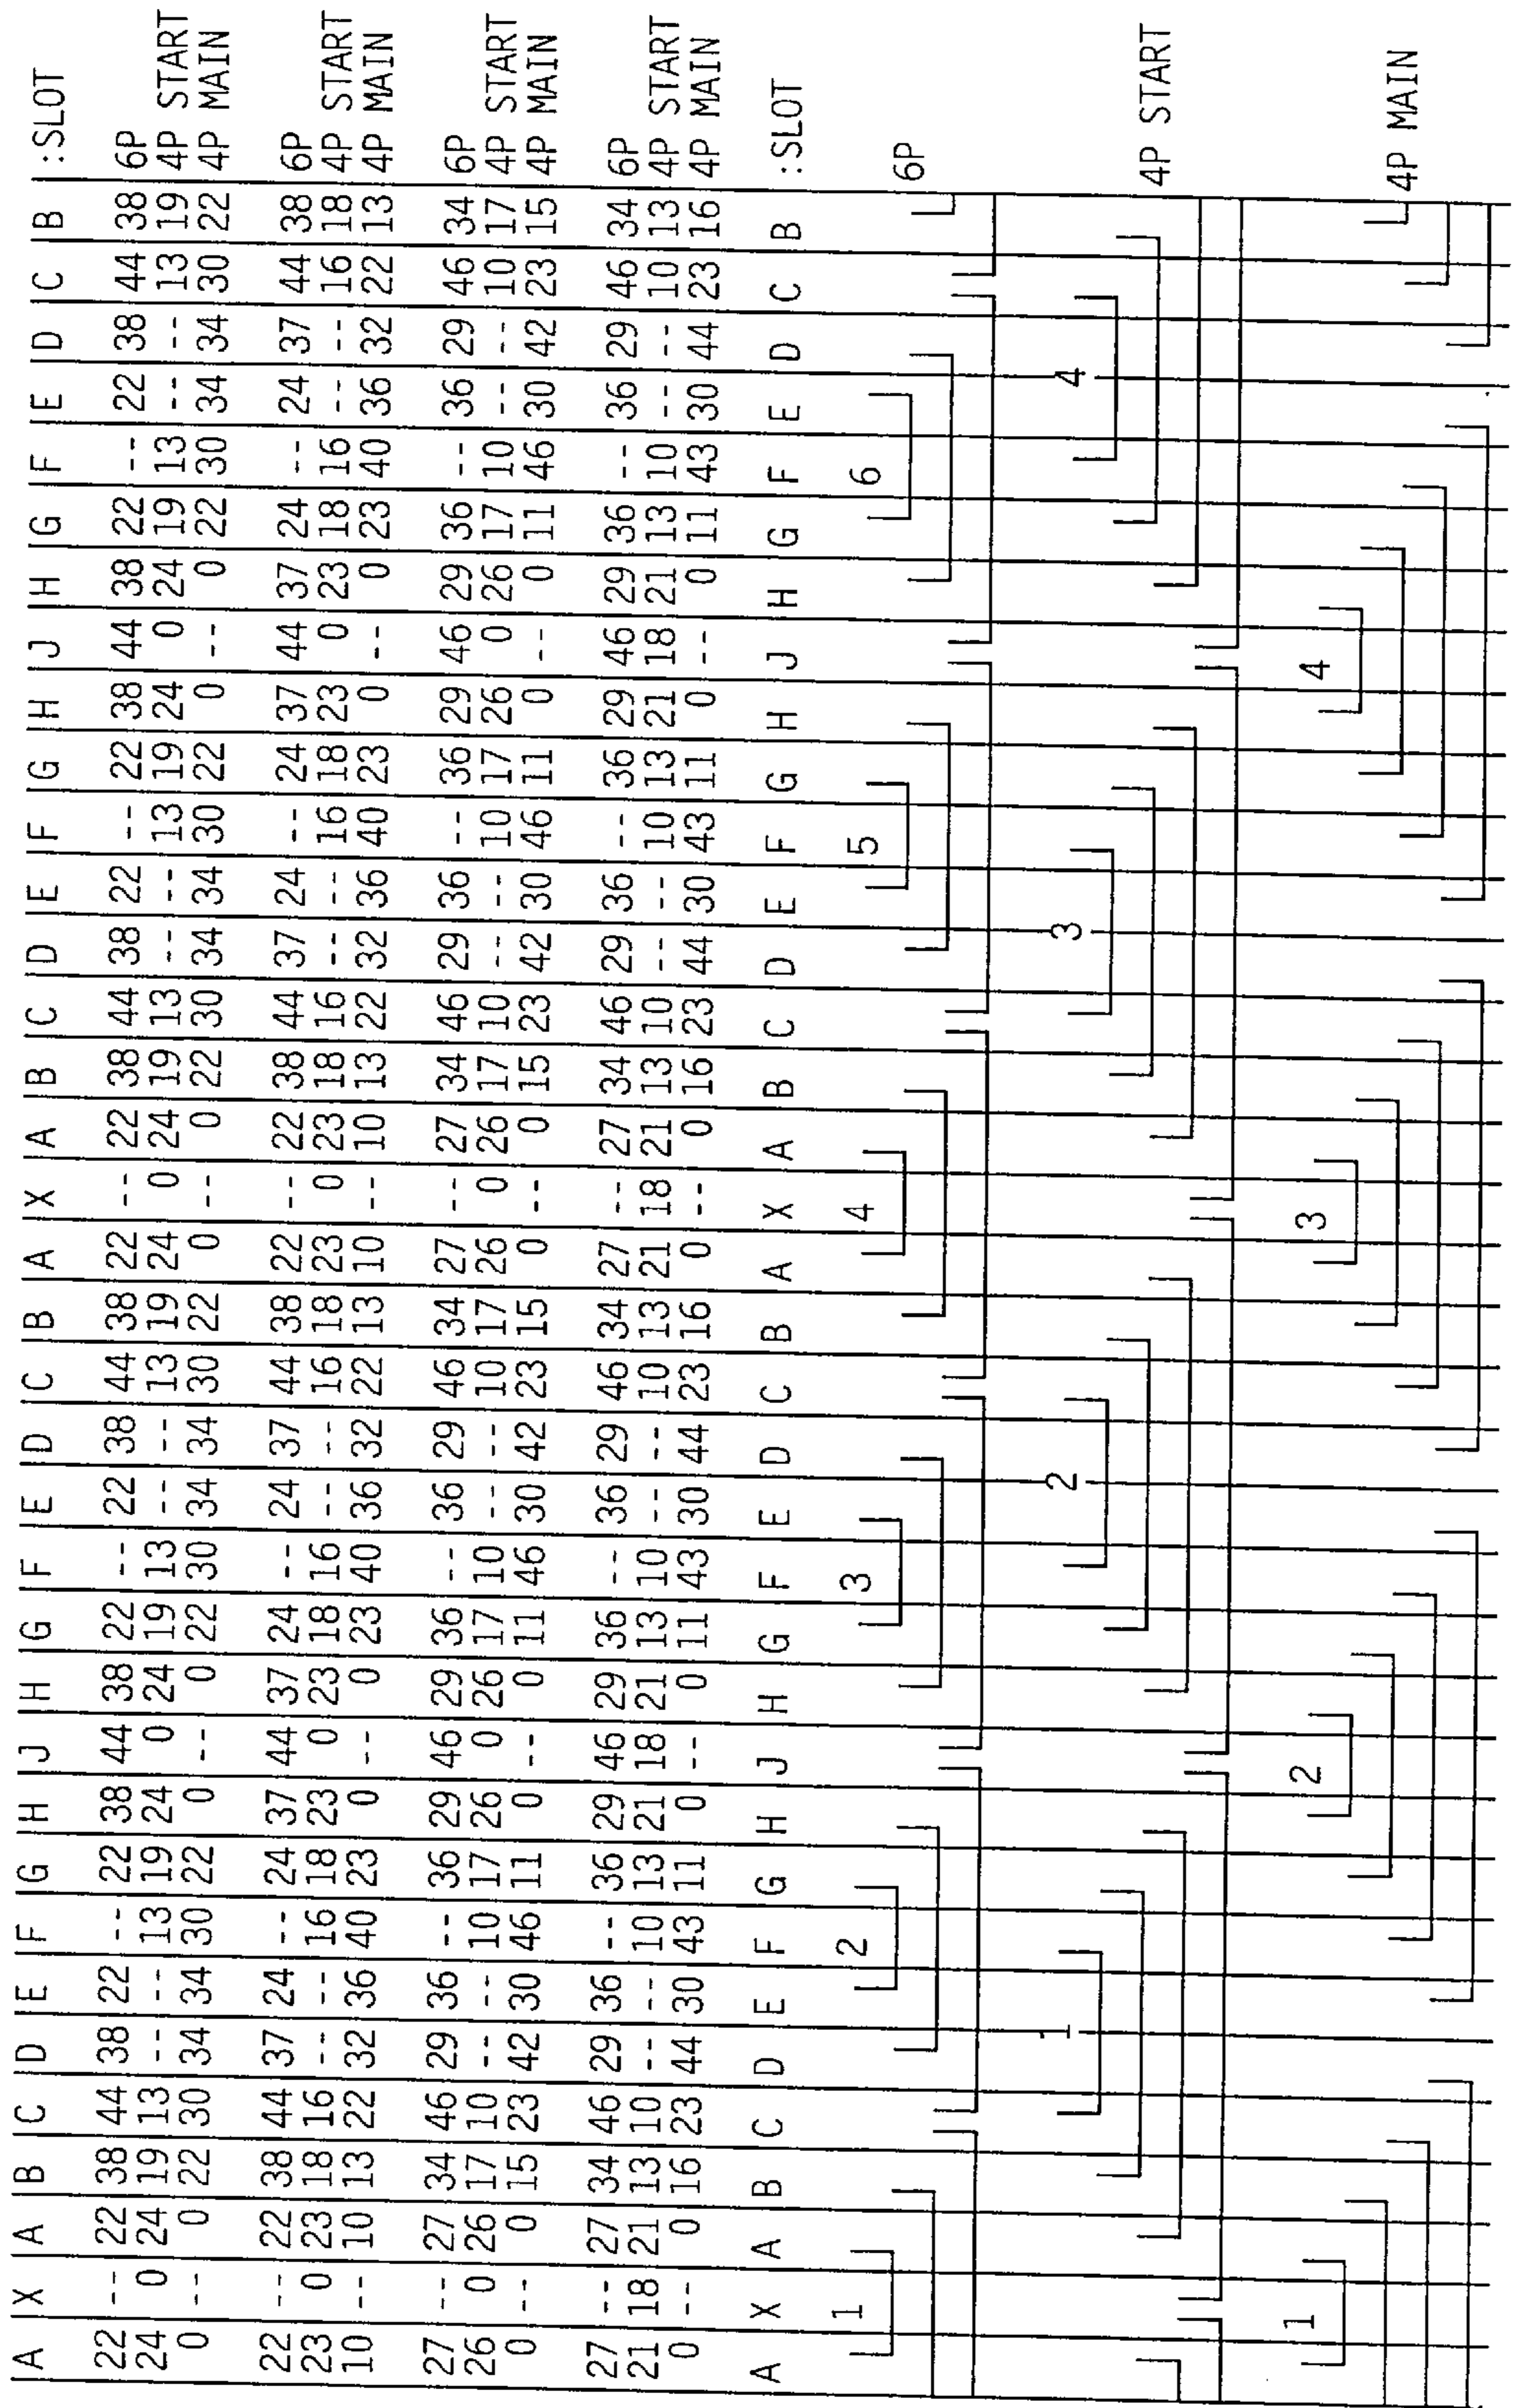 |A |X |A |B |C |D |E |F |G |H |J |H |G |F |E |D |C |B |A |X |A |B |C |D |E |F |G |H |J |H |G |F |E |D |C |B |:SLOT
22 -- 22 38 44 38 22 -- 22 38 44 38 22 -- 22 38 44 38 22 -- 22 38 44 38 22 -- 22 38 44 38 22 -- 22 38 44 38 6P
24 0 24 19 13 -- -- 13 19 24 0 24 19 13 -- -- 13 19 24 0 24 19 13 -- -- 13 19 24 0 24 19 13 -- -- 13 19 4P START
0 -- 0 22 30 34 34 30 22 0 -- 0 22 30 34 34 30 22 0 -- 0 22 30 34 34 30 22 0 -- 0 22 30 34 34 30 22 4P MAIN
22 -- 22 38 44 37 24 -- 24 37 44 37 24 -- 24 37 44 38 22 -- 22 38 44 37 24 -- 24 37 44 37 24 -- 24 37 44 38 6P
23 0 23 18 16 -- -- 16 18 23 0 23 18 16 -- -- 16 18 23 0 23 18 16 -- -- 16 18 23 0 23 18 16 -- -- 16 18 4P START
10 -- 10 13 22 32 36 40 23 0 -- 0 23 40 36 32 22 13 10 -- 10 13 22 32 36 40 23 0 -- 0 23 40 36 32 22 13 4P MAIN
27 -- 27 34 46 29 36 -- 36 29 46 29 36 -- 36 29 46 34 27 -- 27 34 46 29 36 -- 36 29 46 29 36 -- 36 29 46 34 6P
26 0 26 17 10 -- -- 10 17 26 0 26 17 10 -- -- 10 17 26 0 26 17 10 -- -- 10 17 26 0 26 17 10 -- -- 10 17 4P START
0 -- 0 15 23 42 30 46 11 0 -- 0 11 46 30 42 23 15 0 -- 0 15 23 42 30 46 11 0 -- 0 11 46 30 42 23 15 4P MAIN
27 -- 27 34 46 29 36 -- 36 29 46 29 36 -- 36 29 46 34 27 -- 27 34 46 29 36 -- 36 29 46 29 36 -- 36 29 46 34 6P
21 18 21 13 10 -- -- 10 13 21 18 21 13 10 -- -- 10 13 21 18 21 13 10 -- -- 10 13 21 18 21 13 10 -- -- 10 13 4P START
0 -- 0 16 23 44 30 43 11 0 -- 0 11 43 30 44 23 16 0 -- 0 16 23 44 30 43 11 0 -- 0 11 43 30 44 23 16 4P MAIN
A X A B C D E F G H J H G F E D C B A X A B C D E F G H J H G F E D C B :SLOT
1 2 3 4 5 6 6P
1 2 3 4 4P START
1 2 3 4 4P MAIN